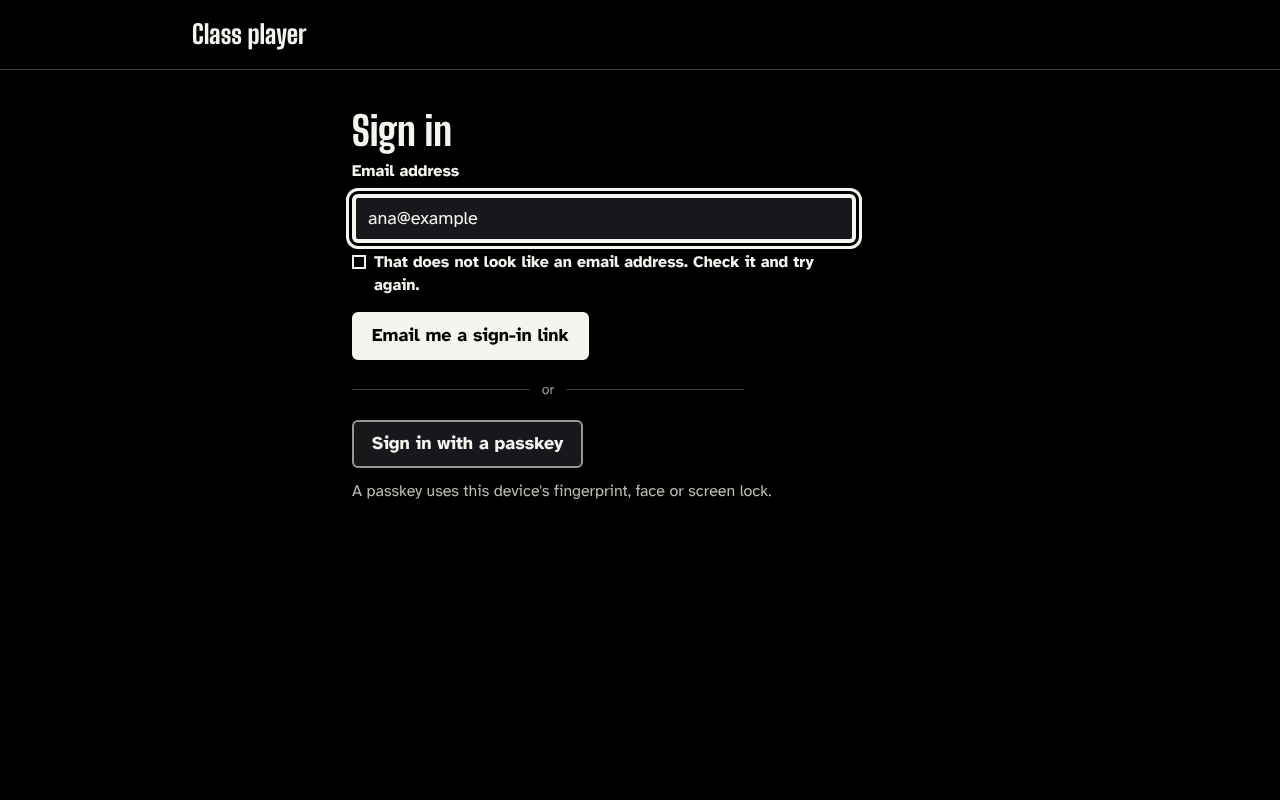 Class player
Sign in
Email address
ana@example
That does not look like an email address. Check it and try
again.
Email me a sign-in link
or
Sign in with a passkey
A passkey uses this device's fingerprint, face or screen lock.